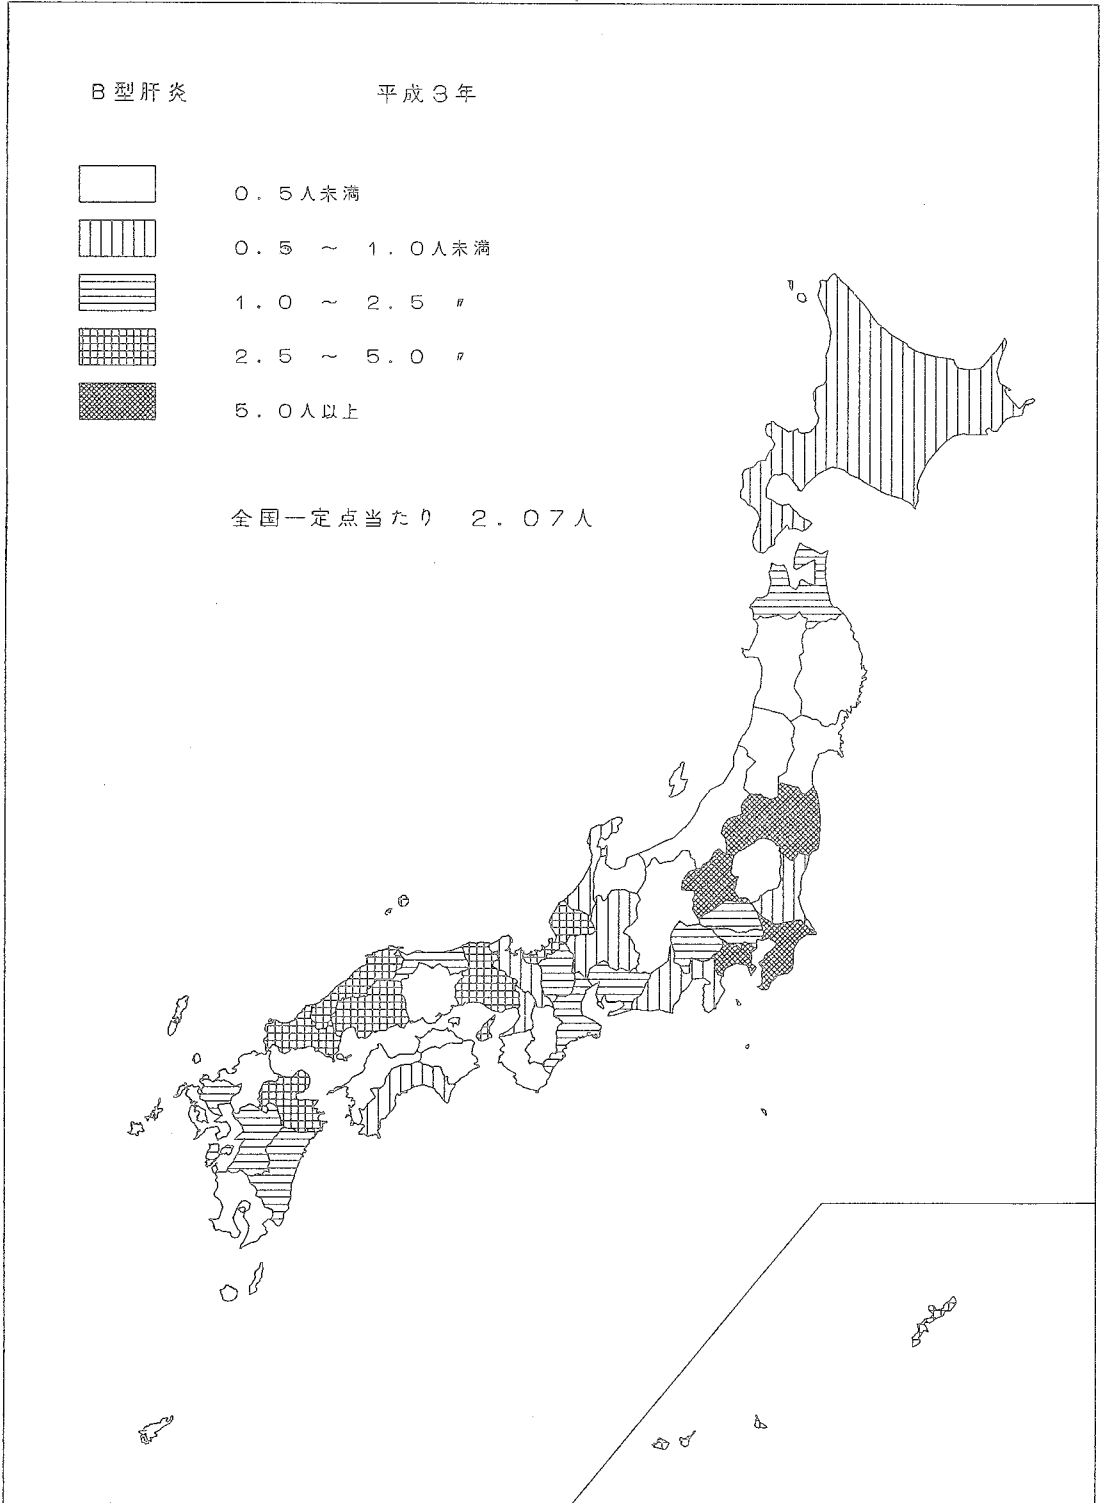 B型肝炎 平成3年
0.5人未満
0.5 ～ 1.0人未満
1.0 ～ 2.5 〃
2.5 ～ 5.0 〃
5.0人以上
全国一定点当たり 2.07人